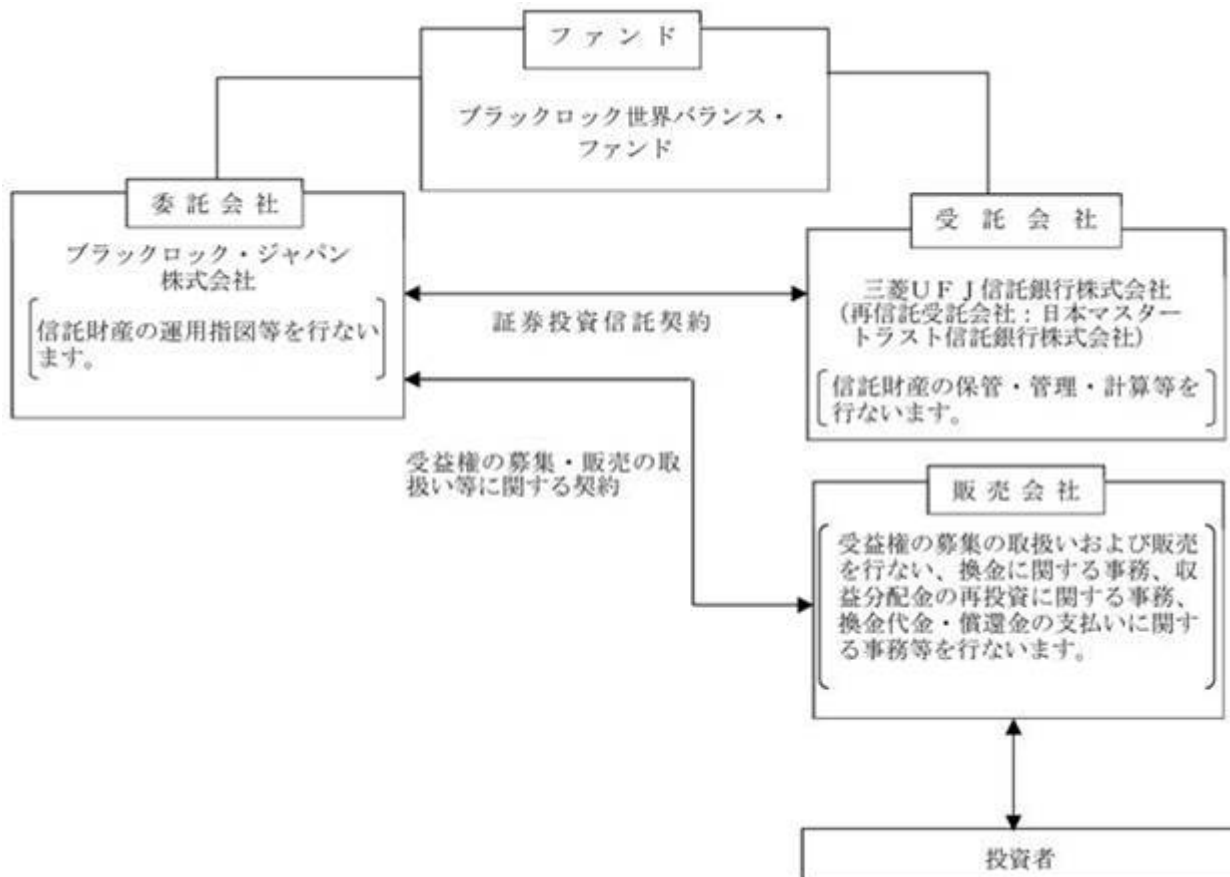 ファンド
ブラックロック世界バランス・
ファンド
委託会社
ブラックロック・ジャパン
株式会社
信託財産の運用指図等を行ない
ます。
証券投資信託契約
受託会社
三菱UFJ信託銀行株式会社
(再信託受託会社:日本マスター
トラスト信託銀行株式会社)
信託財産の保管・管理・計算等を
行ないます。
受益権の募集・販売の取
扱い等に関する契約
販売会社
受益権の募集の取扱いおよび販売
を行ない、換金に関する事務、収
益分配金の再投資に関する事務、
換金代金・償還金の支払いに関す
る事務等を行ないます。
投資者